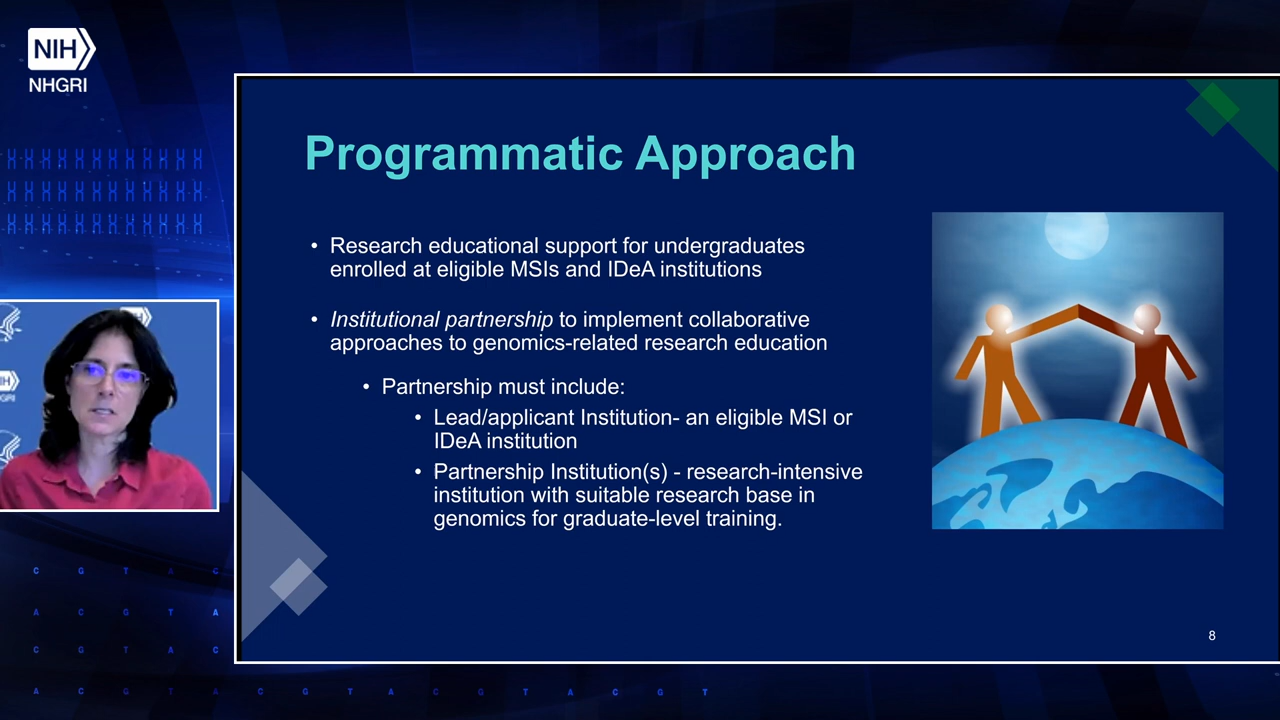 NIH
NHGRI
Programmatic Approach
• Research educational support for undergraduates
enrolled at eligible MSIs and IDeA institutions
• Institutional partnership to implement collaborative
approaches to genomics-related research education
• Partnership must include:
• Lead/applicant Institution- an eligible MSI or
IDeA institution
• Partnership Institution(s) - research-intensive
institution with suitable research base in
genomics for graduate-level training.
8
C G T A C
A C G T A
C G T A C
A C G T A C G T A C G T A C G T